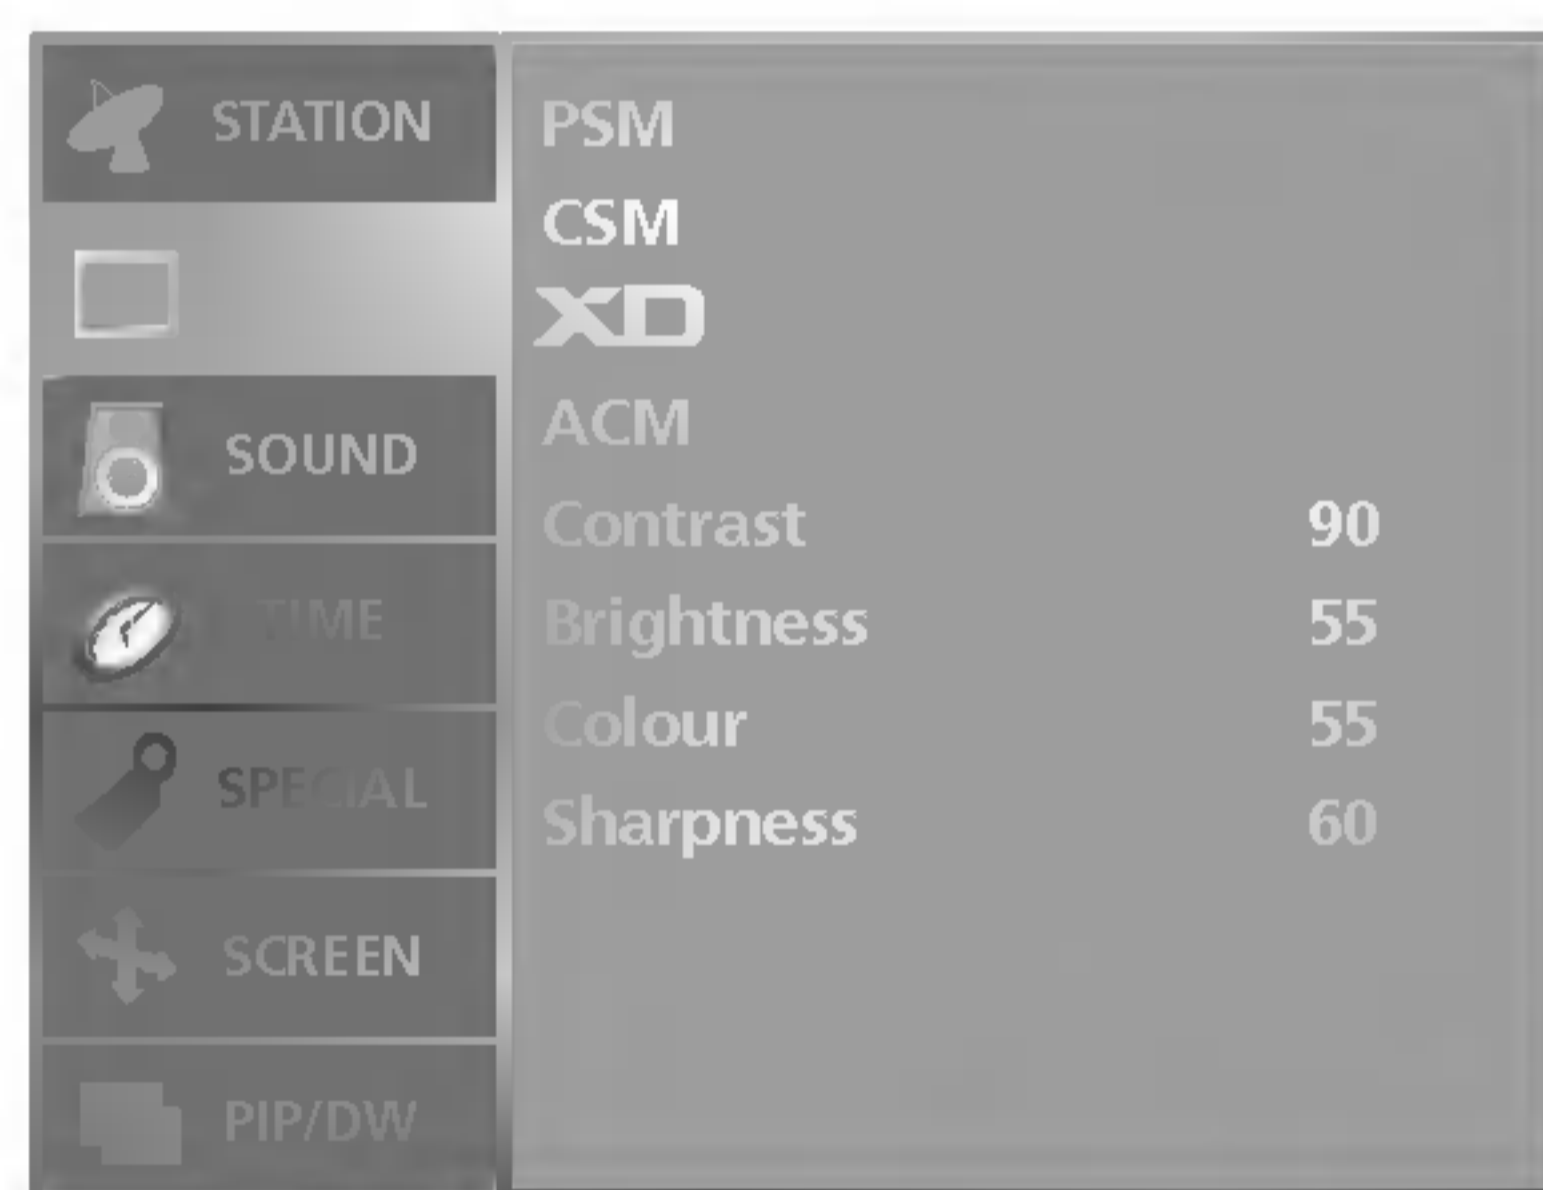 STATION
SOUND
TIME
SPECIAL
SCREEN
PIP/DW
PSM
CSM
XD
ACM
Contrast 90
Brightness 55
Colour 55
Sharpness 60